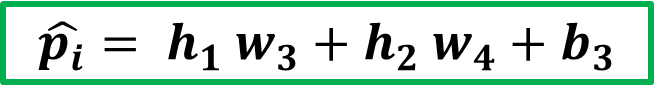 p̂ᵢ = h₁ w₃ + h₂ w₄ + b₃